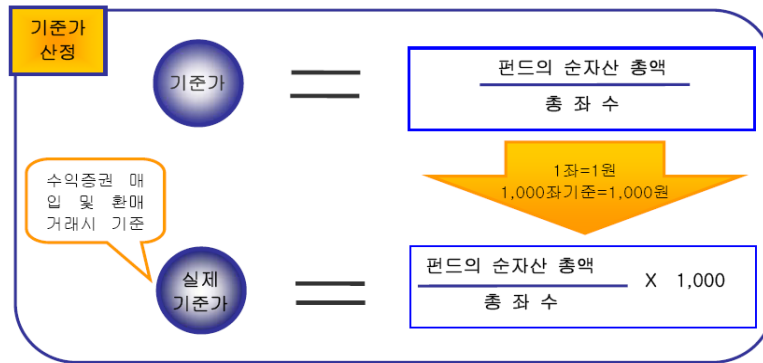 기준가
산정
기준가
펀드의 순자산 총액
총 좌 수
1좌=1원
1,000좌기준=1,000원
수익증권 매
입 및 환매
거래시 기준
실제
기준가
펀드의 순자산 총액
총 좌 수
X 1,000